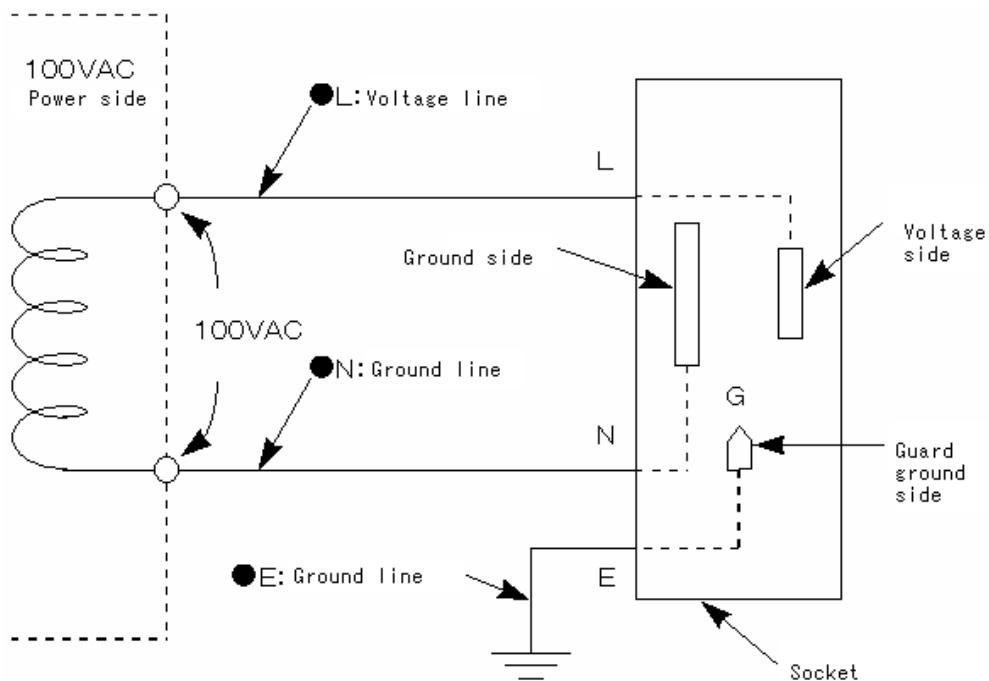 100VAC
Power side
●L:Voltage line
L
Voltage
side
Ground side
100VAC
●N:Ground line
G
N
Guard
ground
side
●E:Ground line
E
Socket